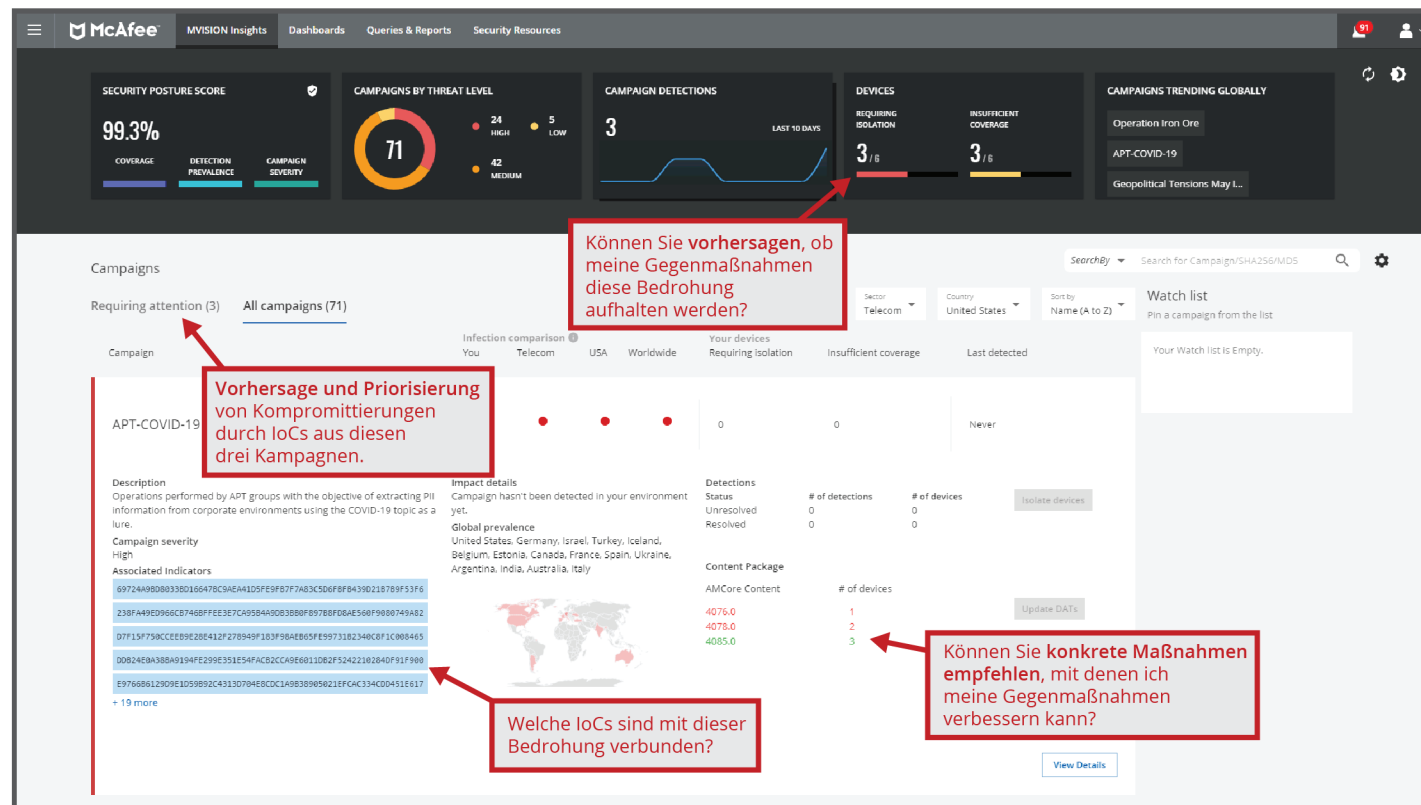 McAfee™
MVISION Insights
Dashboards
Queries & Reports
Security Resources
91
SECURITY POSTURE SCORE
99.3%
COVERAGE
DETECTION
PREVALENCE
CAMPAIGN
SEVERITY
CAMPAIGNS BY THREAT LEVEL
71
24
HIGH
5
LOW
42
MEDIUM
CAMPAIGN DETECTIONS
3
LAST 10 DAYS
DEVICES
REQUIRING
ISOLATION
3 / 6
INSUFFICIENT
COVERAGE
3 / 6
CAMPAIGNS TRENDING GLOBALLY
Operation Iron Ore
APT-COVID-19
Geopolitical Tensions May I...
Können Sie vorhersagen, ob
meine Gegenmaßnahmen
diese Bedrohung
aufhalten werden?
Campaigns
SearchBy
Search for Campaign/SHA256/MD5
Requiring attention (3)
All campaigns (71)
Sector
Telecom
Country
United States
Sort by
Name (A to Z)
Watch list
Pin a campaign from the list
Your Watch list is Empty.
Infection comparison
Your devices
Campaign
You
Telecom
USA
Worldwide
Requiring Isolation
Insufficient coverage
Last detected
Vorhersage und Priorisierung
von Kompromittierungen
durch IoCs aus diesen
drei Kampagnen.
APT-COVID-19
0
0
Never
Description
Operations performed by APT groups with the objective of extracting PII
information from corporate environments using the COVID-19 topic as a
lure.
Campaign severity
High
Associated Indicators
69724A9BD8033BD16647BC9AEA41D5FE9FB7F7A83C5D6F8FB439D218789F53F6
238FA49ED966CB746BFFEE3E7CA95B4A9DB3BB0F897B8FD8AE560F9080749A82
D7F15F750CCEEB9E28E412F278949F183F98AEB65FE99731B2340C8F1C008465
DDB24EBA38BA9194FE299E351E54FACB2CCA9E6011DB2F5242210284DF91F900
E9766B6129D9E1D59B92C4313D704E8CDC1A9B38905021EFCAC334CDD451E617
+ 19 more
Impact details
Campaign hasn't been detected in your environment
yet.
Global prevalence
United States, Germany, Israel, Turkey, Iceland,
Belgium, Estonia, Canada, France, Spain, Ukraine,
Argentina, India, Australia, Italy
Detections
Status
# of detections
# of devices
Unresolved
0
0
Resolved
0
0
Isolate devices
Content Package
AMCore Content
# of devices
4076.0
1
4078.0
2
4085.0
3
Update DATs
Können Sie konkrete Maßnahmen
empfehlen, mit denen ich
meine Gegenmaßnahmen
verbessern kann?
Welche IoCs sind mit dieser
Bedrohung verbunden?
View Details